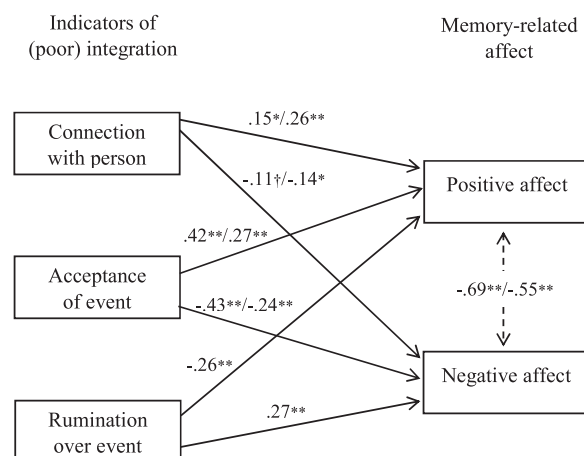 Indicators of
(poor) integration
Memory-related
affect
Connection
with person
.15*/.26**
-.11†/-.14*
Positive affect
.42**/.27**
Acceptance
of event
-.43**/-.24**
-.69**/-.55**
-.26**
Negative affect
Rumination
over event
.27**